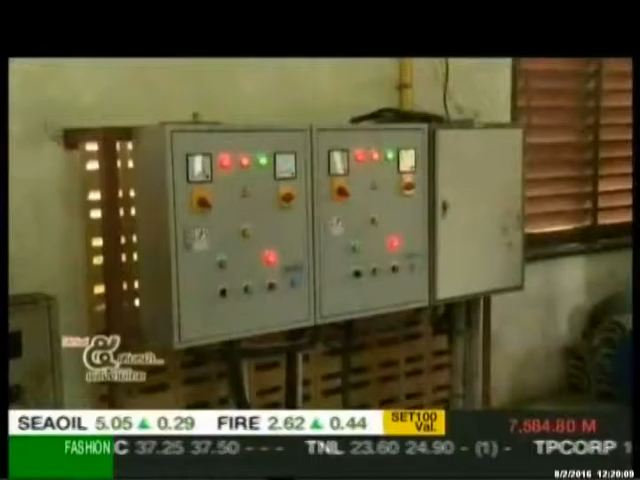 SEAOIL 5.05 ▲ 0.29 FIRE 2.62 ▲ 0.44 SET100 Val. 7,584.80 M
FASHION C 37.25 37.50 - - - TNL 23.60 24.90 - (1) - TPCORP 1
8/2/2016 12:20:09